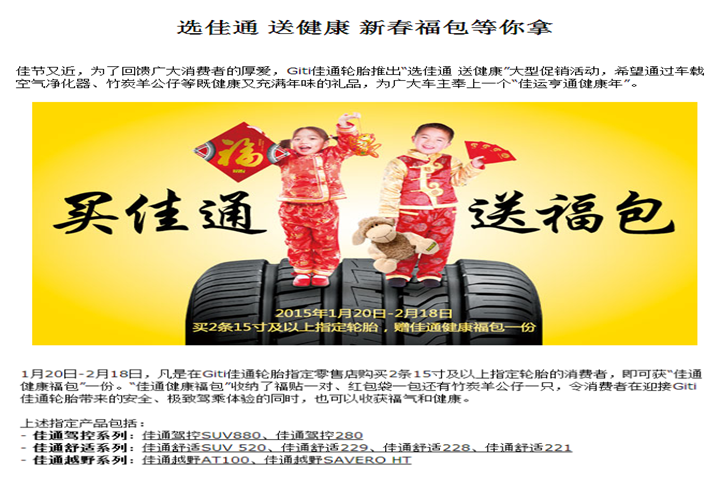 选佳通 送健康 新春福包等你拿
佳节又近，为了回馈广大消费者的厚爱，Giti佳通轮胎推出“选佳通 送健康”大型促销活动，希望通过车载
空气净化器、竹炭羊公仔等既健康又充满年味的礼品，为广大车主奉上一个“佳运亨通健康年”。
福
买佳通
送福包
2015年1月20日-2月18日
买2条15寸及以上指定轮胎，赠佳通健康福包一份
1月20日-2月18日，凡是在Giti佳通轮胎指定零售店购买2条15寸及以上指定轮胎的消费者，即可获“佳通
健康福包”一份。“佳通健康福包”收纳了福贴一对、红包袋一包还有竹炭羊公仔一只，令消费者在迎接Giti
佳通轮胎带来的安全、极致驾乘体验的同时，也可以收获福气和健康。
上述指定产品包括：
- 佳通驾控系列：佳通驾控SUV880、佳通驾控280
- 佳通舒适系列：佳通舒适SUV 520、佳通舒适229、佳通舒适228、佳通舒适221
- 佳通越野系列：佳通越野AT100、佳通越野SAVERO HT